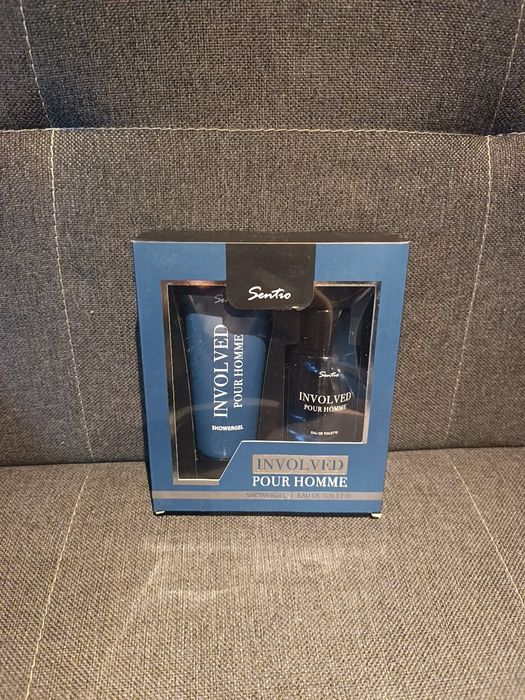 Sentio
INVOLVED
POUR HOMME
SHOWERGEL
Sentio
INVOLVED
POUR HOMME
EAU DE TOILETTE
INVOLVED
POUR HOMME
SHOWERGEL | EAU DE TOILETTE